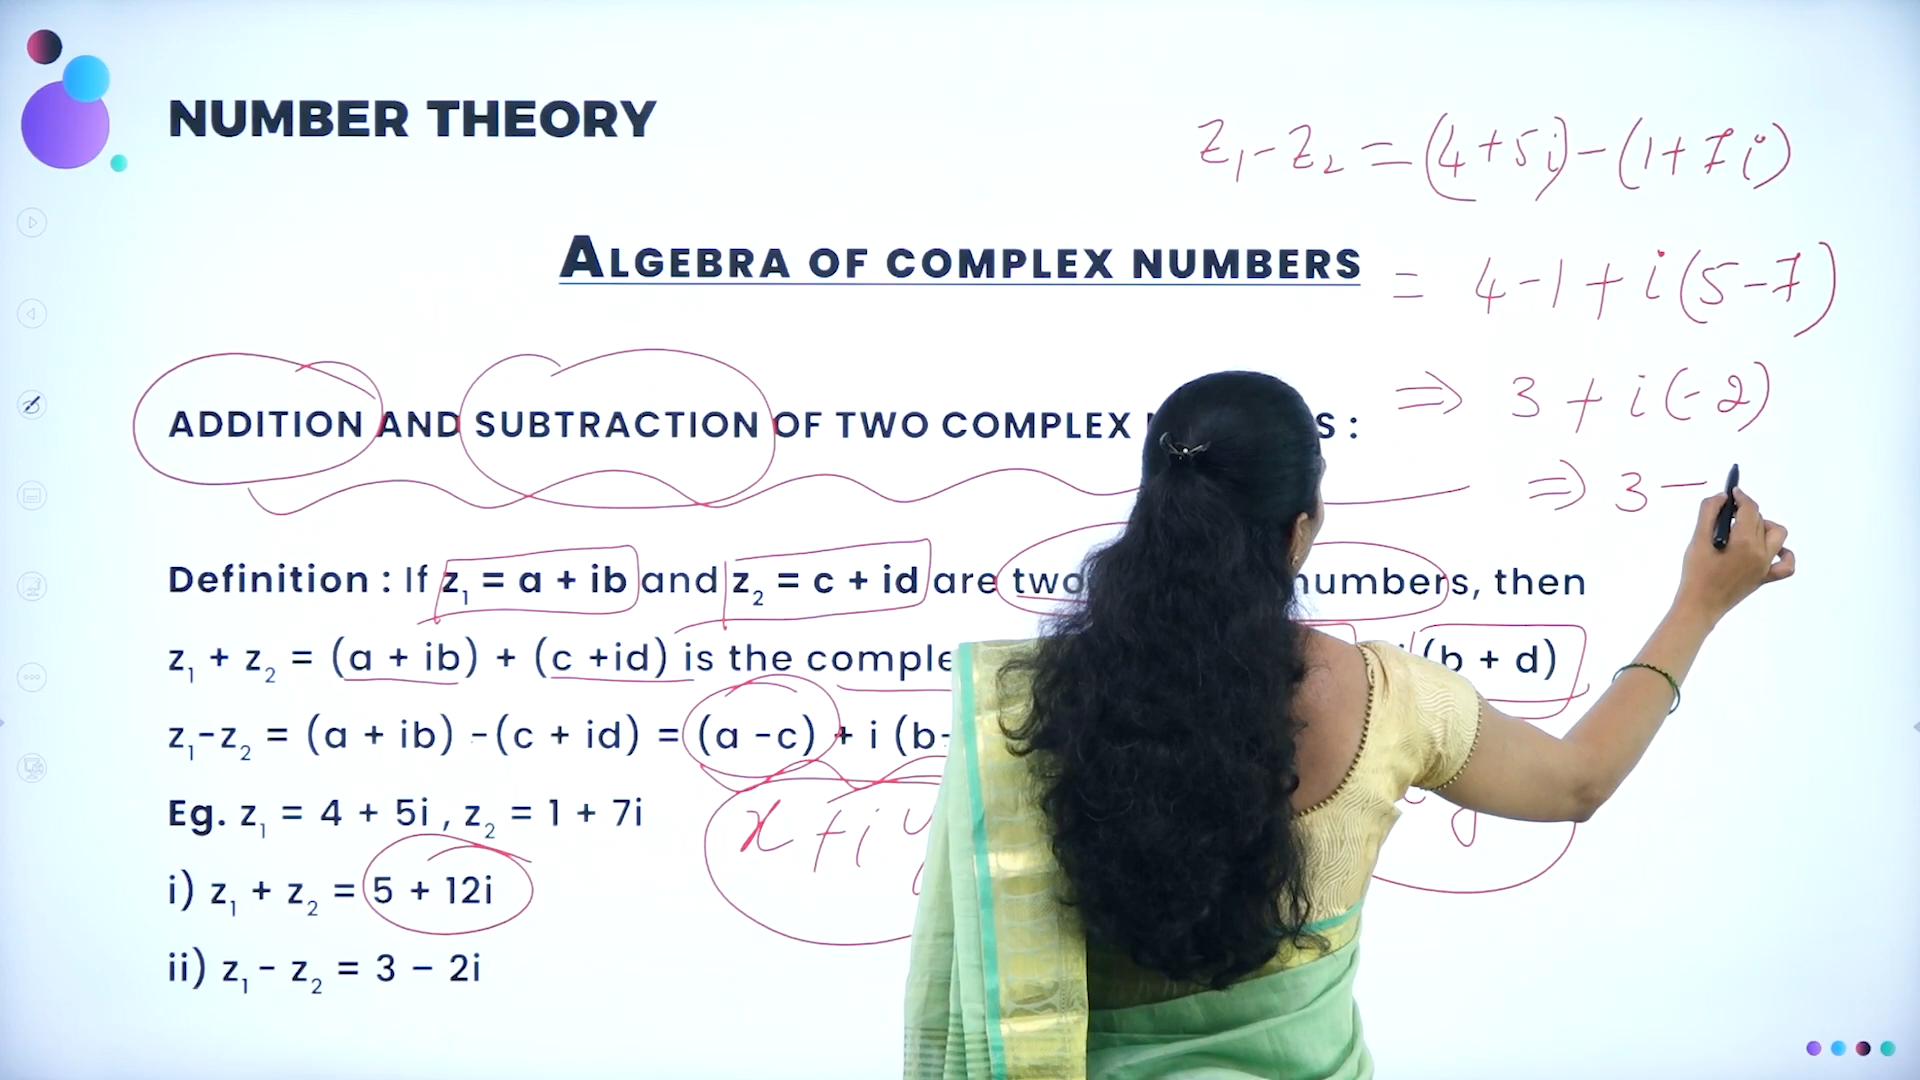 NUMBER THEORY
z₁-z₂ = (4+5i)-(1+7i)
ALGEBRA OF COMPLEX NUMBERS
= 4-1+i(5-7)
⇒ 3+i(-2)
ADDITION AND SUBTRACTION OF TWO COMPLEX S :
⇒ 3-
Definition : If z₁ = a + ib and z₂ = c + id are two numbers, then
z₁ + z₂ = (a + ib) + (c +id) is the comple (b + d)
z₁-z₂ = (a + ib) -(c + id) = (a -c) + i (b-
Eg. z₁ = 4 + 5i , z₂ = 1 + 7i
x+iy
i) z₁ + z₂ = 5 + 12i
ii) z₁ - z₂ = 3 – 2i